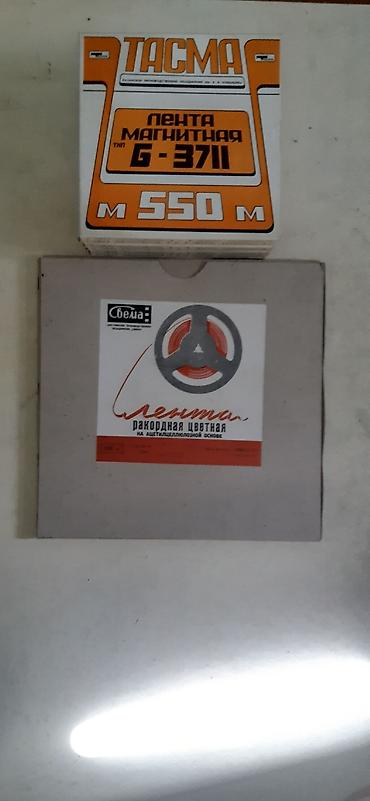 ТАСМА
ЛЕНТА
МАГНИТНАЯ
ТИП Б-3711
М 550 М
Свема
Лента
ракордная цветная
НА АЦЕТИЛЦЕЛЛЮЛОЗНОЙ ОСНОВЕ